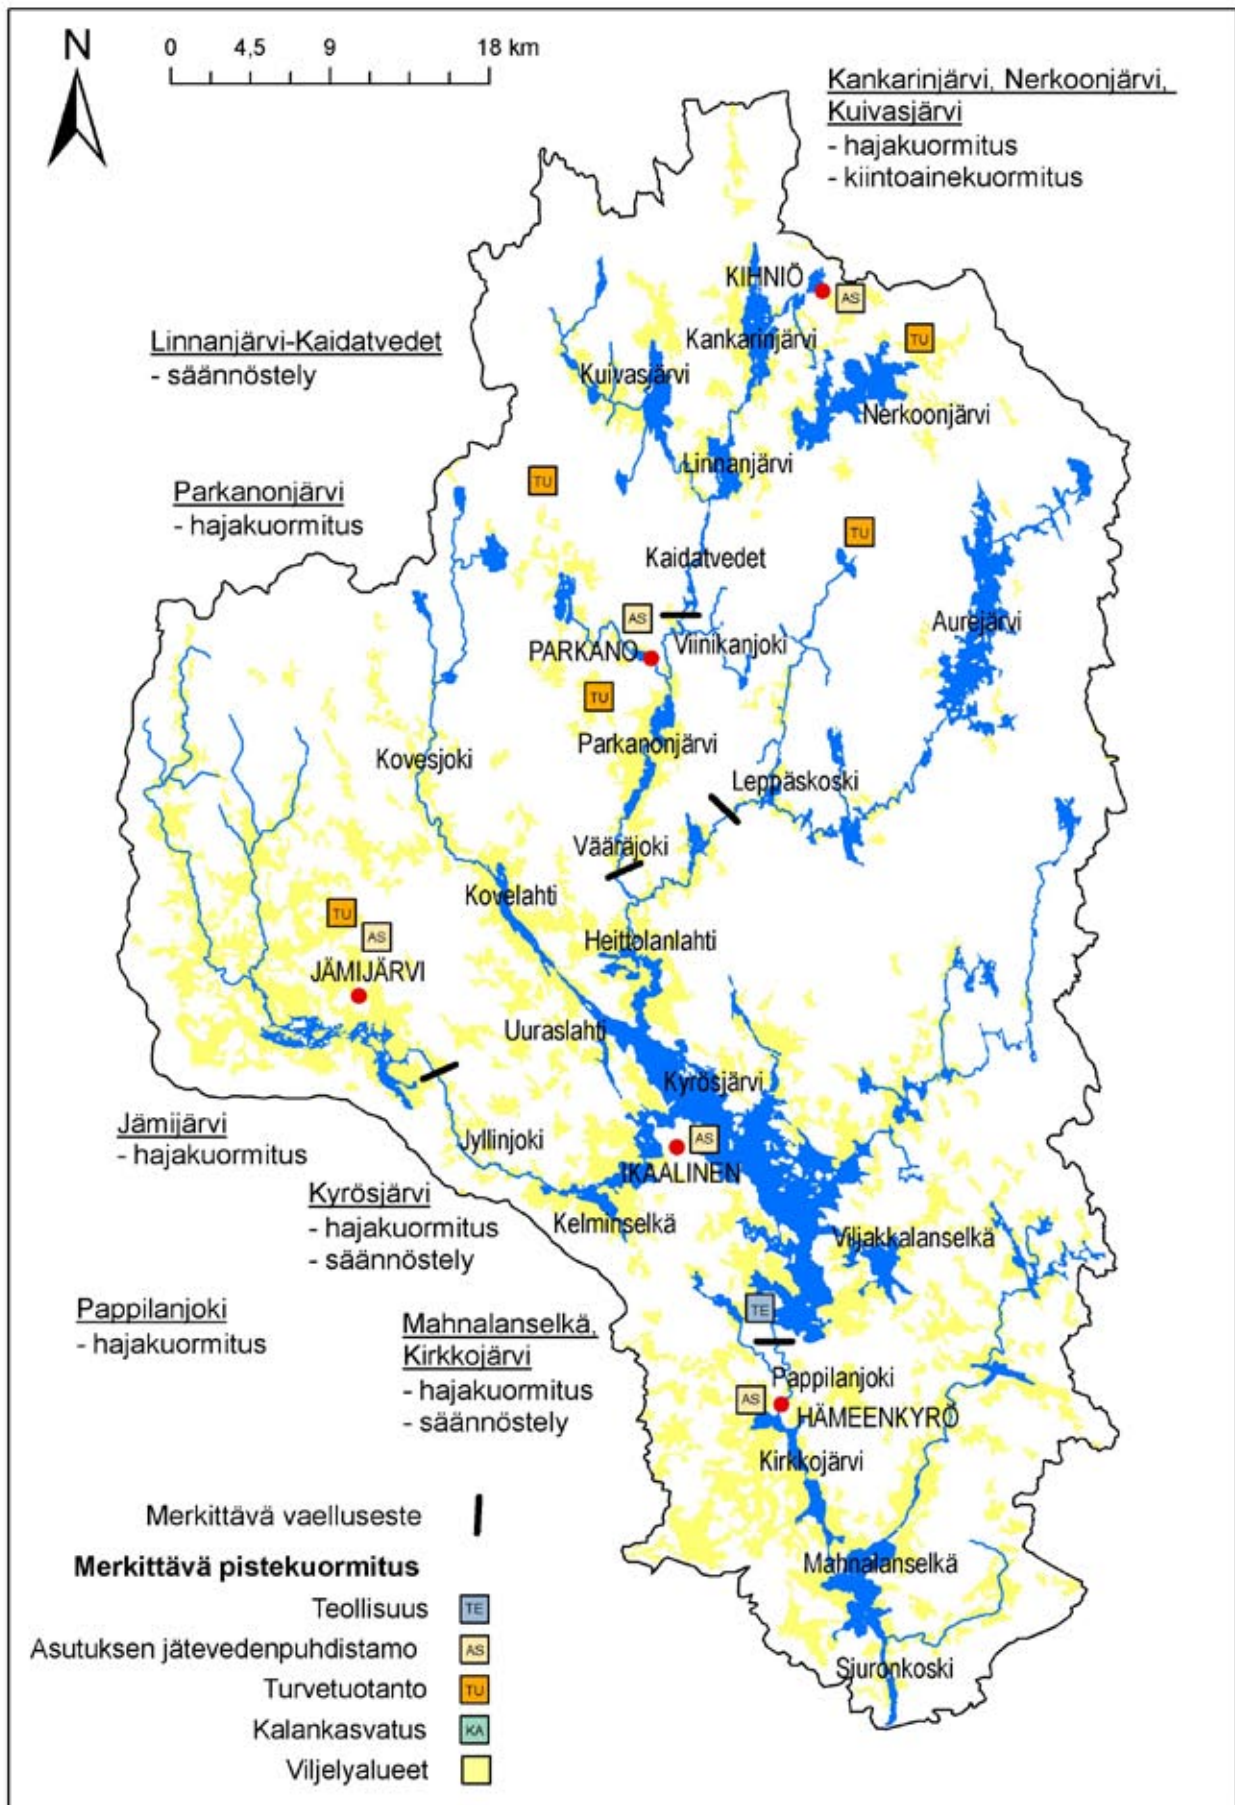 N
0 4,5 9 18 km
Kankarinjärvi, Nerkoonjärvi,
Kuivasjärvi
- hajakuormitus
- kiintoainekuormitus
KIHNIÖ
AS
TU
Kankarinjärvi
Linnanjärvi-Kaidatvedet
- säännöstely
Kuivasjärvi
Nerkoonjärvi
Linnanjärvi
TU
Parkanonjärvi
- hajakuormitus
TU
Kaidatvedet
AS
Aurejärvi
Viinikanjoki
PARKANO
TU
Parkanonjärvi
Kovesjoki
Leppäskoski
Vääräjoki
Kovelahti
TU
AS
Heittolanlahti
JÄMIJÄRVI
Uuraslahti
Kyrösjärvi
Jämijärvi
- hajakuormitus
Jyllinjoki
AS
IKAALINEN
Kyrösjärvi
- hajakuormitus
- säännöstely
Kelminselkä
Viljakkalanselkä
Pappilanjoki
- hajakuormitus
TE
Mahnalanselkä,
Kirkkojärvi
- hajakuormitus
- säännöstely
Pappilanjoki
AS
HÄMEENKYRÖ
Kirkkojärvi
Mahnalanselkä
Siuronkoski
Merkittävä vaelluseste
Merkittävä pistekuormitus
Teollisuus TE
Asutuksen jätevedenpuhdistamo AS
Turvetuotanto TU
Kalankasvatus KA
Viljelyalueet